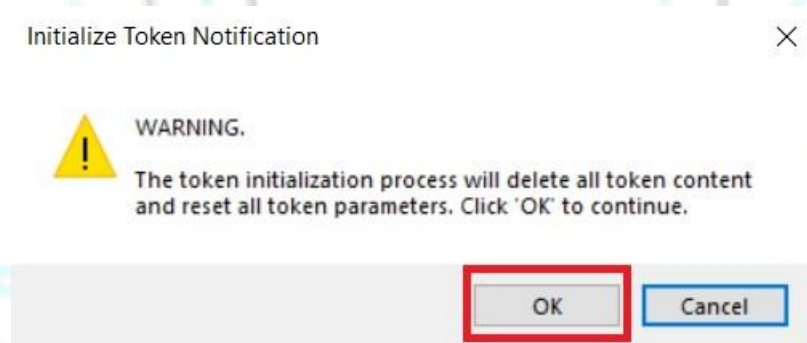 Initialize Token Notification
WARNING.
The token initialization process will delete all token content
and reset all token parameters. Click 'OK' to continue.
OK
Cancel